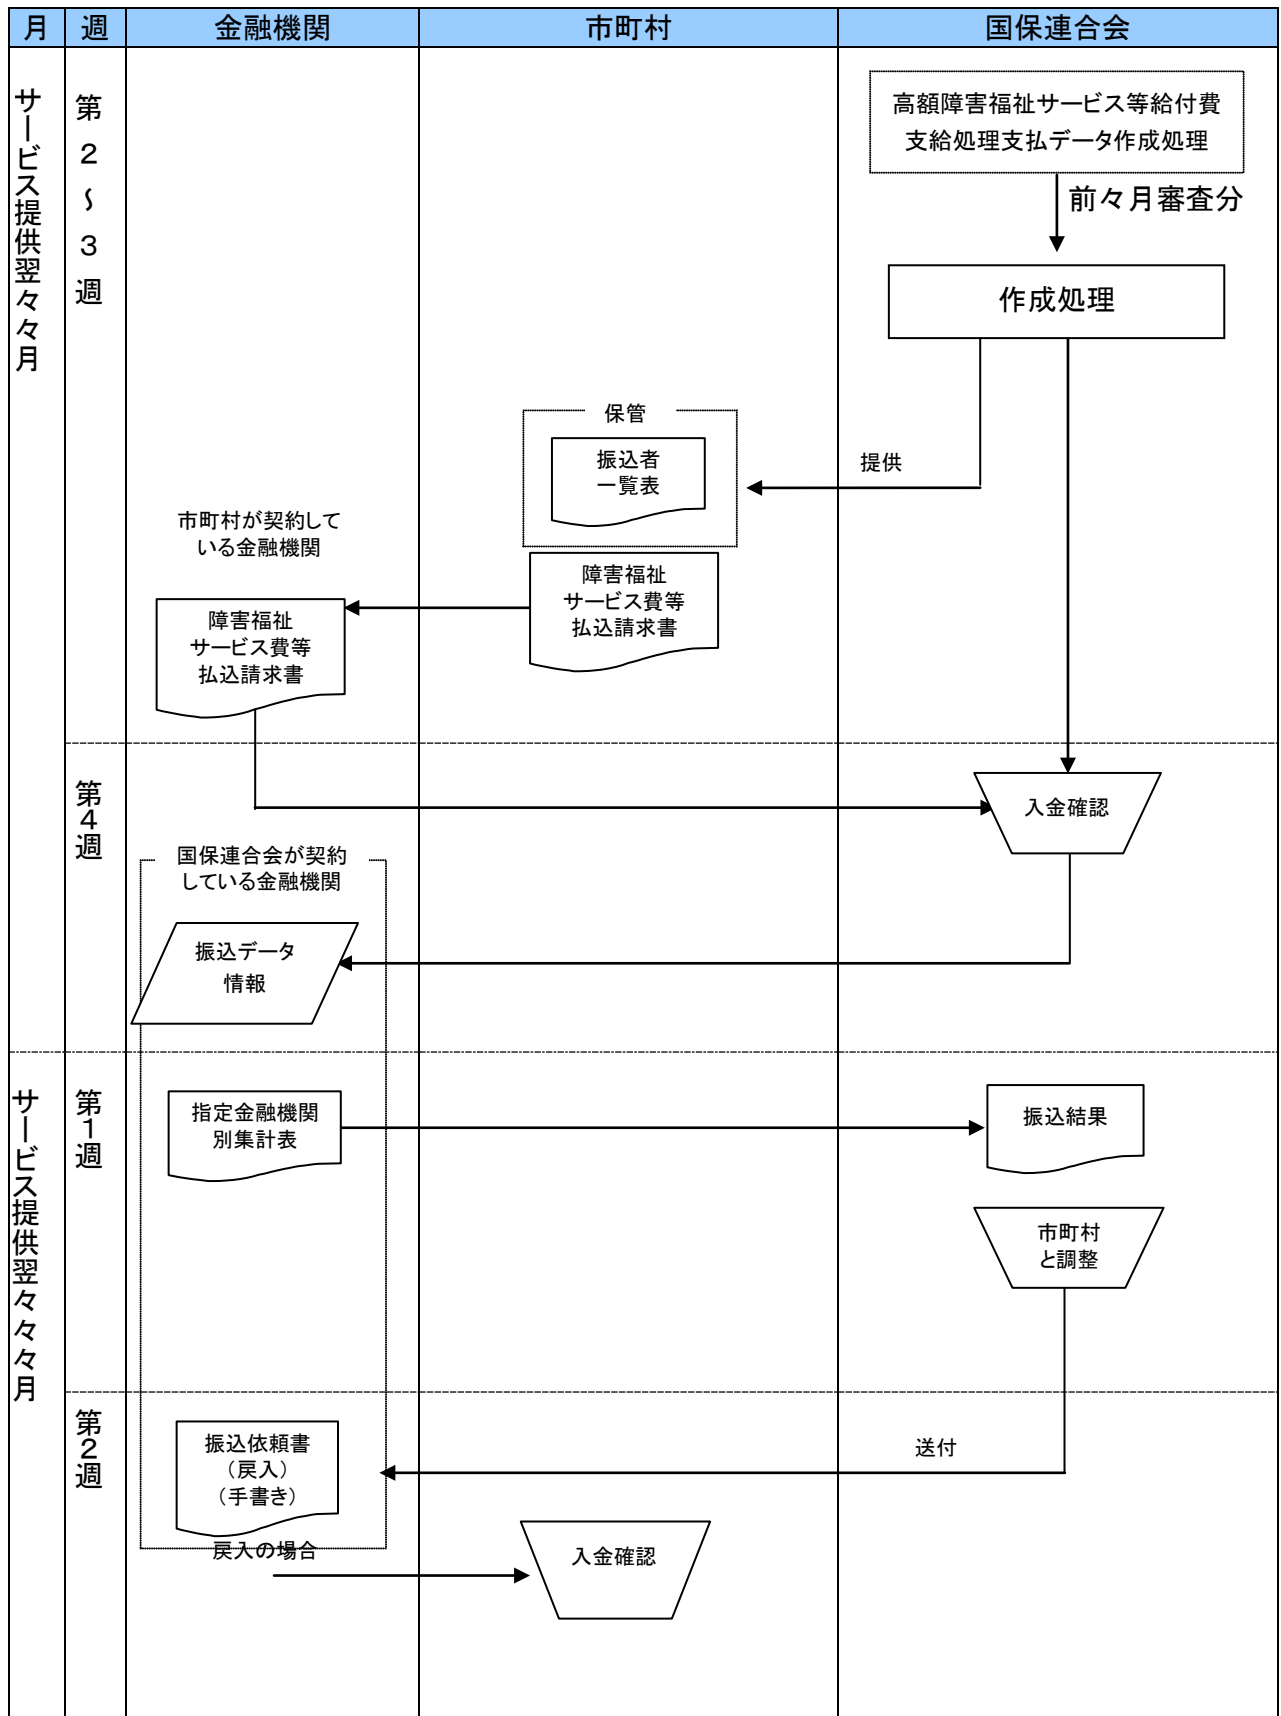 月 週 金融機関 市町村 国保連合会
サービス提供翌々月
第2～3週
高額障害福祉サービス等給付費
支給処理支払データ作成処理
前々月審査分
作成処理
保管
振込者
一覧表
提供
市町村が契約して
いる金融機関
障害福祉
サービス費等
払込請求書
障害福祉
サービス費等
払込請求書
第4週
入金確認
国保連合会が契約
している金融機関
振込データ
情報
サービス提供翌々々月
第1週
指定金融機関
別集計表
振込結果
市町村
と調整
第2週
振込依頼書
（戻入）
（手書き）
送付
戻入の場合
入金確認